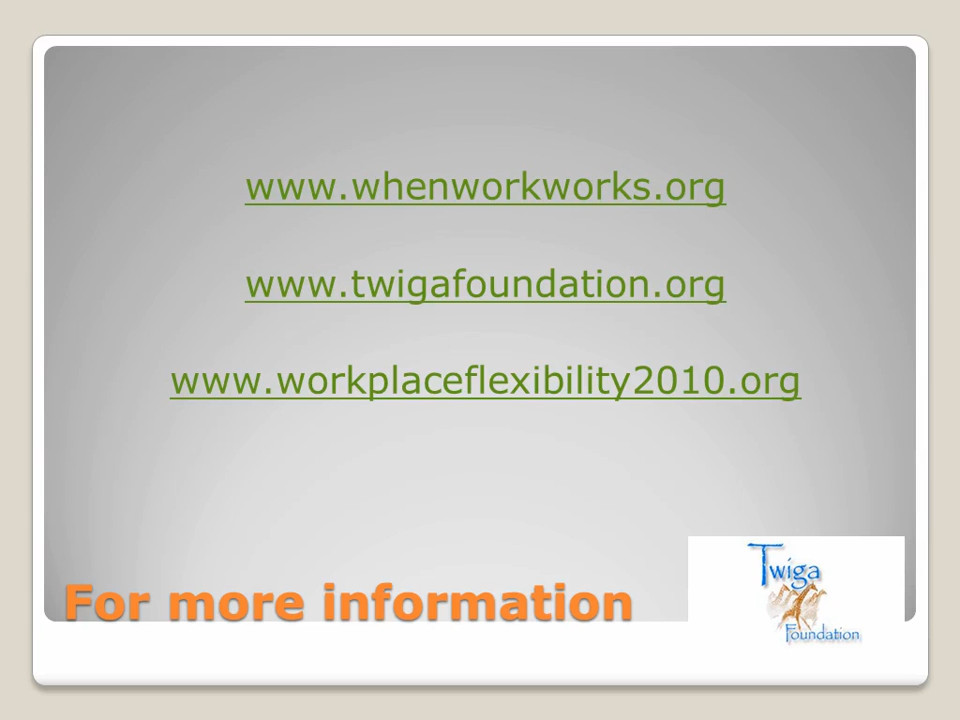 www.whenworkworks.org
www.twigafoundation.org
www.workplaceflexibility2010.org
For more information
Twiga
Foundation